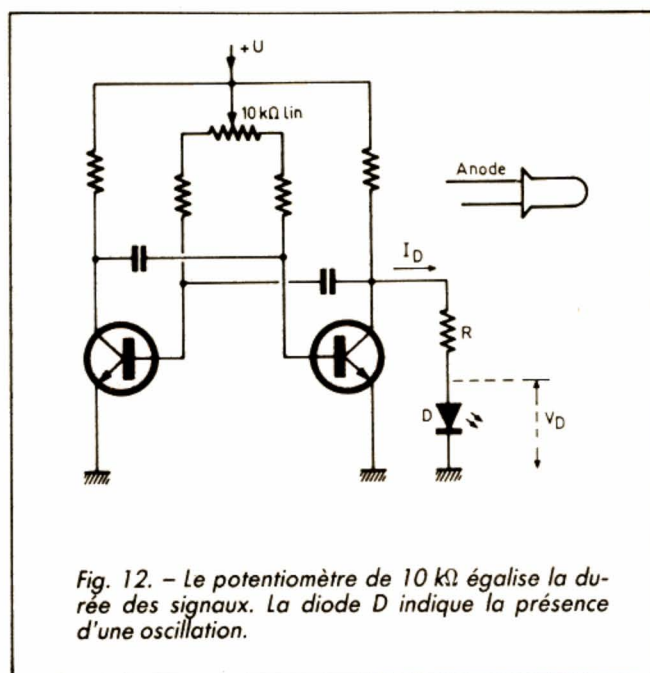 +U
10 kΩ lin
Anode
I_D
R
D
V_D
Fig. 12. – Le potentiomètre de 10 kΩ égalise la du-
rée des signaux. La diode D indique la présence
d'une oscillation.